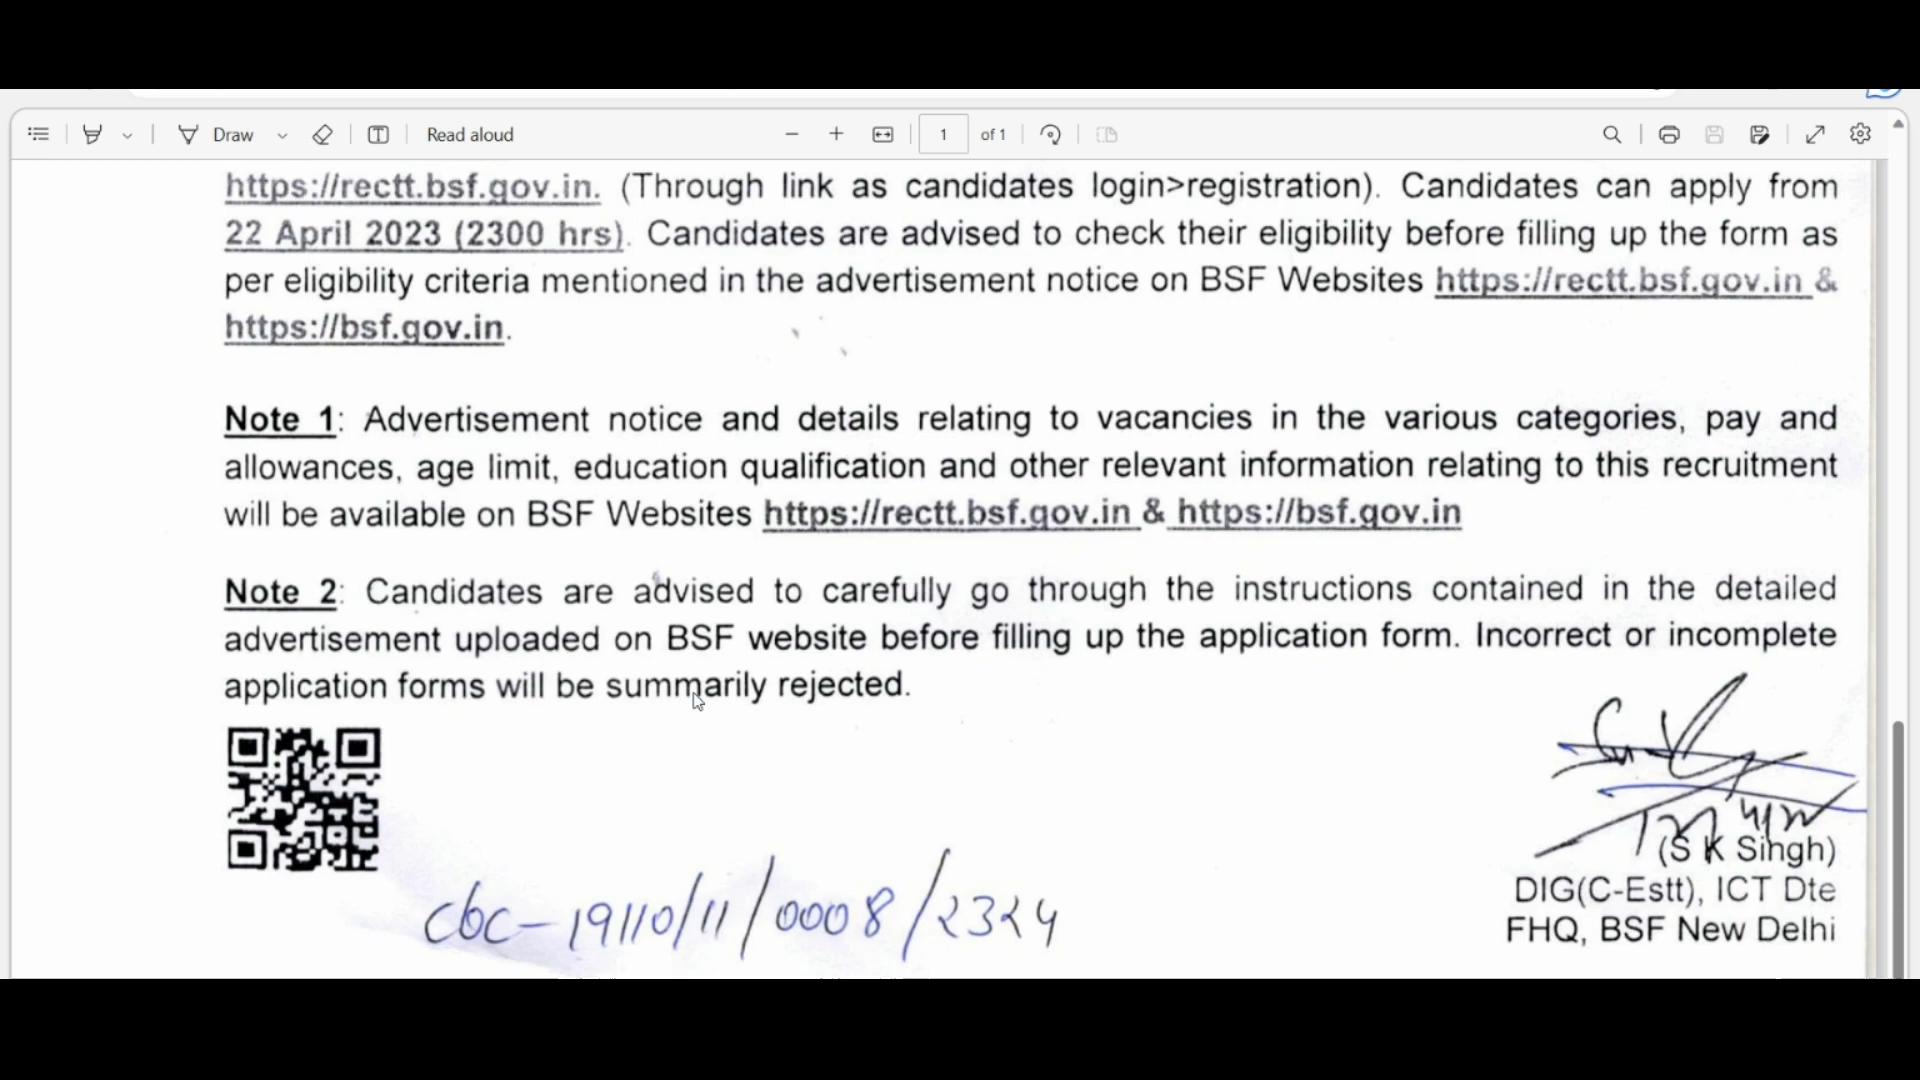 Draw
Read aloud
1 of 1
https://rectt.bsf.gov.in. (Through link as candidates login>registration). Candidates can apply from
22 April 2023 (2300 hrs). Candidates are advised to check their eligibility before filling up the form as
per eligibility criteria mentioned in the advertisement notice on BSF Websites https://rectt.bsf.gov.in &
https://bsf.gov.in.
Note 1: Advertisement notice and details relating to vacancies in the various categories, pay and
allowances, age limit, education qualification and other relevant information relating to this recruitment
will be available on BSF Websites https://rectt.bsf.gov.in & https://bsf.gov.in
Note 2: Candidates are advised to carefully go through the instructions contained in the detailed
advertisement uploaded on BSF website before filling up the application form. Incorrect or incomplete
application forms will be summarily rejected.
(S K Singh)
DIG(C-Estt), ICT Dte
FHQ, BSF New Delhi
cbc-19110/11/0008/2324